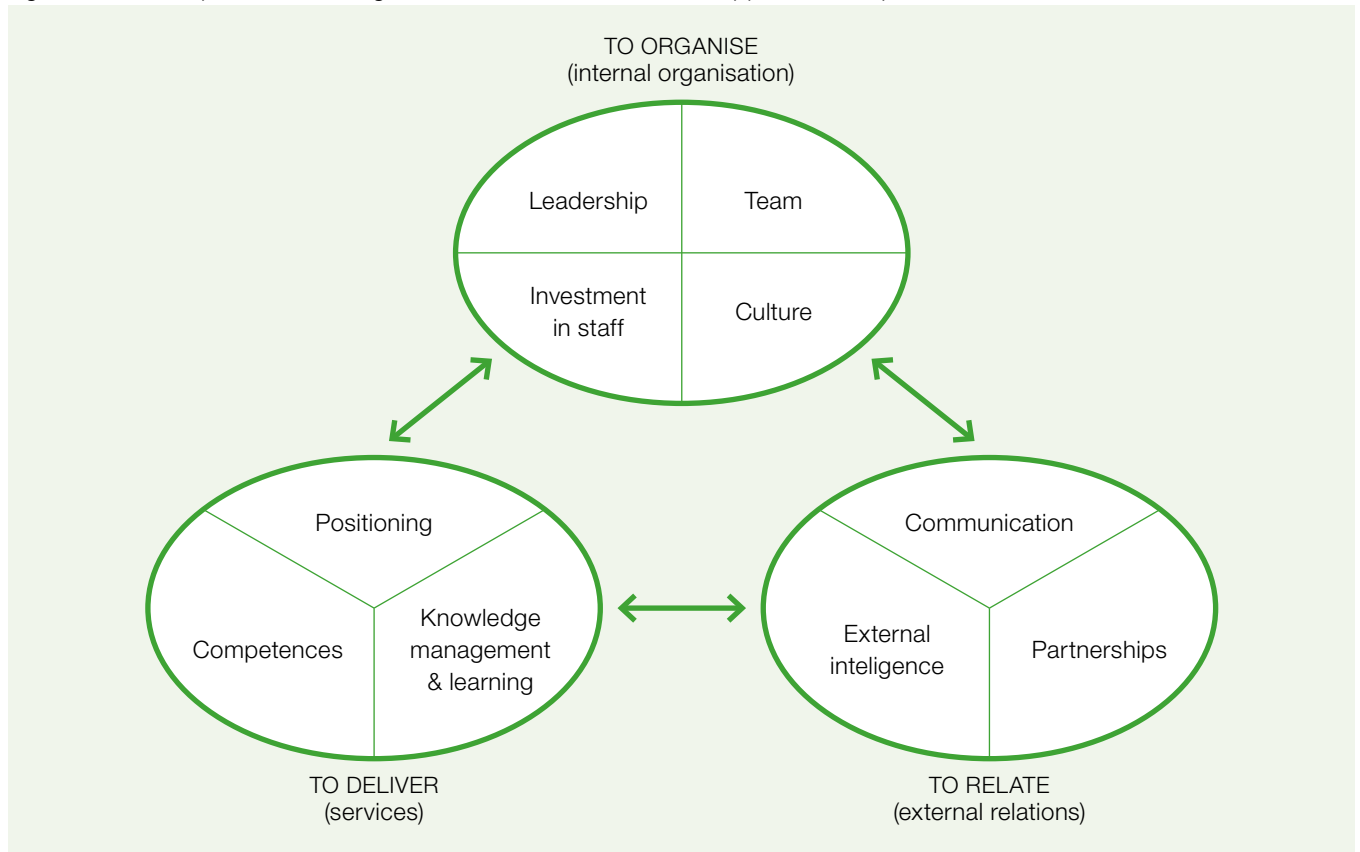 TO ORGANISE
(internal organisation)
Leadership
Team
Investment
in staff
Culture
Positioning
Competences
Knowledge
management
& learning
Communication
External
inteligence
Partnerships
TO DELIVER
(services)
TO RELATE
(external relations)